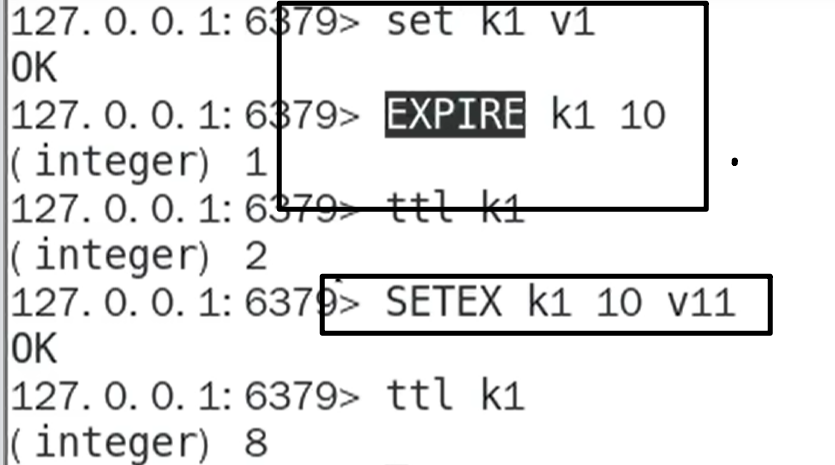 127.0.0.1:6379> set k1 v1
OK
127.0.0.1:6379> EXPIRE k1 10
(integer) 1
127.0.0.1:6379> ttl k1
(integer) 2
127.0.0.1:6379> SETEX k1 10 v11
OK
127.0.0.1:6379> ttl k1
(integer) 8